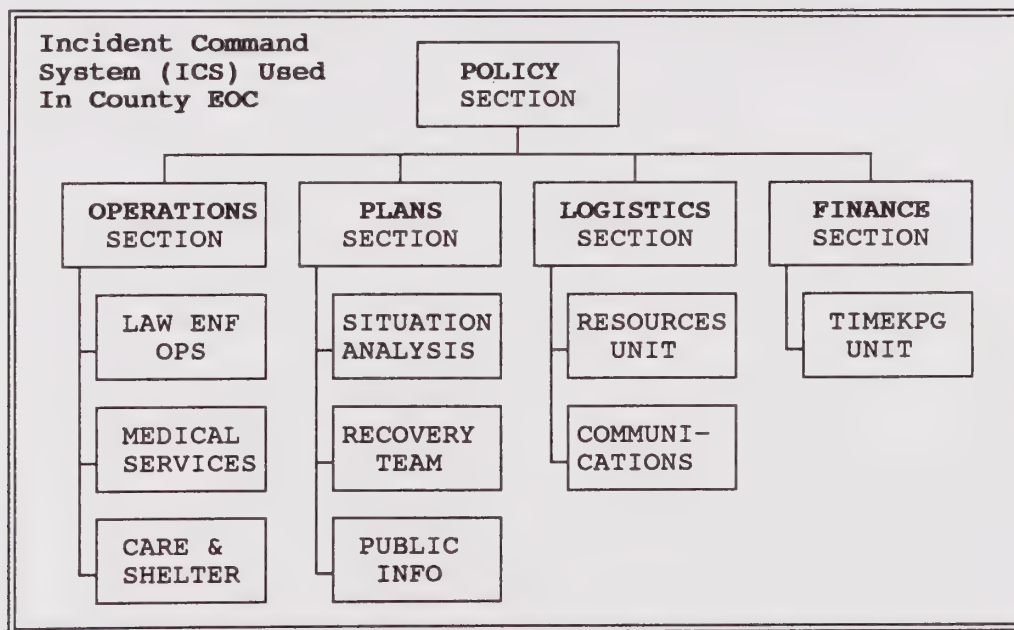 Incident Command
System (ICS) Used
In County EOC
POLICY
SECTION
OPERATIONS
SECTION
PLANS
SECTION
LOGISTICS
SECTION
FINANCE
SECTION
LAW ENF
OPS
SITUATION
ANALYSIS
RESOURCES
UNIT
TIMEKPG
UNIT
MEDICAL
SERVICES
RECOVERY
TEAM
COMMUNI-
CATIONS
CARE &
SHELTER
PUBLIC
INFO